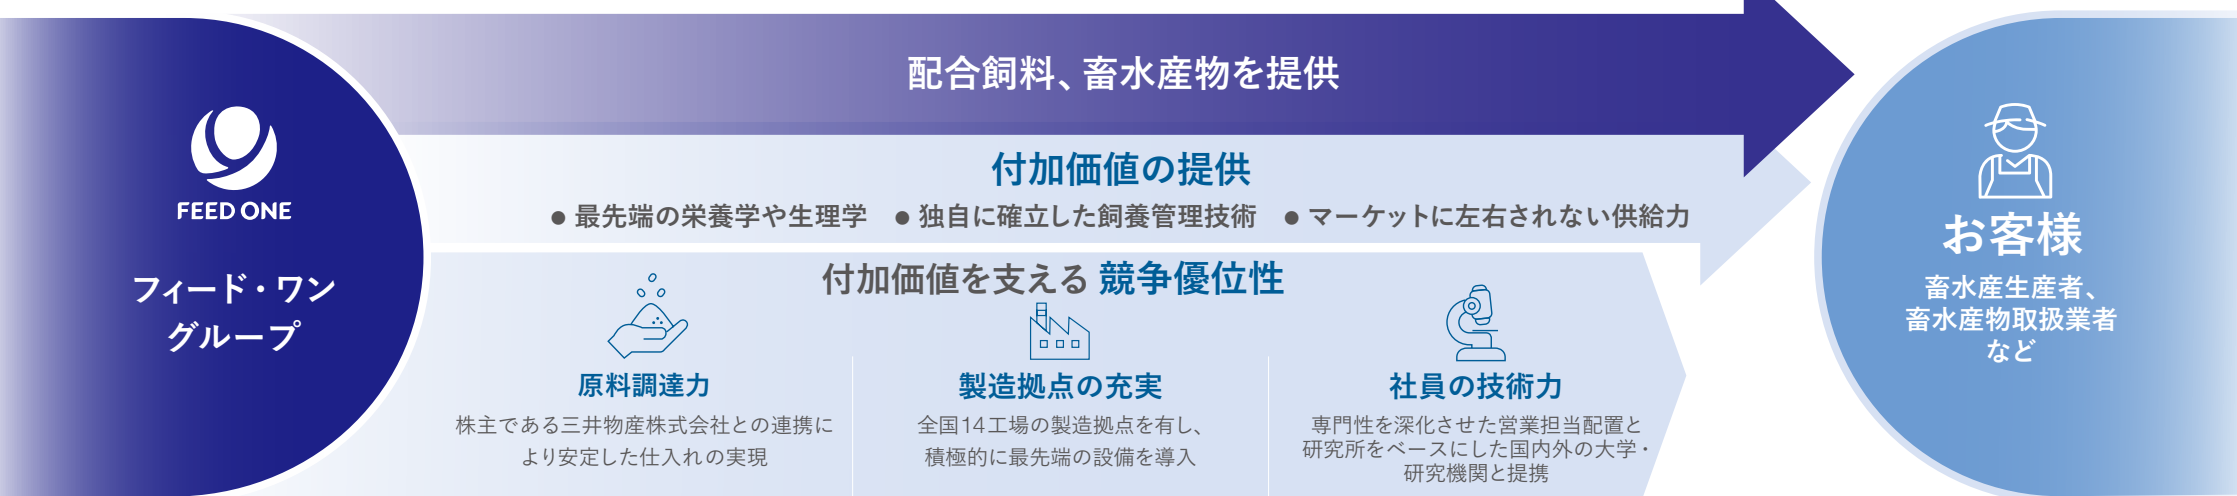 配合飼料、畜水産物を提供
FEED ONE
フィード・ワン
グループ
付加価値の提供
● 最先端の栄養学や生理学 ● 独自に確立した飼養管理技術 ● マーケットに左右されない供給力
付加価値を支える 競争優位性
原料調達力
株主である三井物産株式会社との連携に
より安定した仕入れの実現
製造拠点の充実
全国14工場の製造拠点を有し、
積極的に最先端の設備を導入
社員の技術力
専門性を深化させた営業担当配置と
研究所をベースにした国内外の大学・
研究機関と提携
お客様
畜水産生産者、
畜水産物取扱業者
など